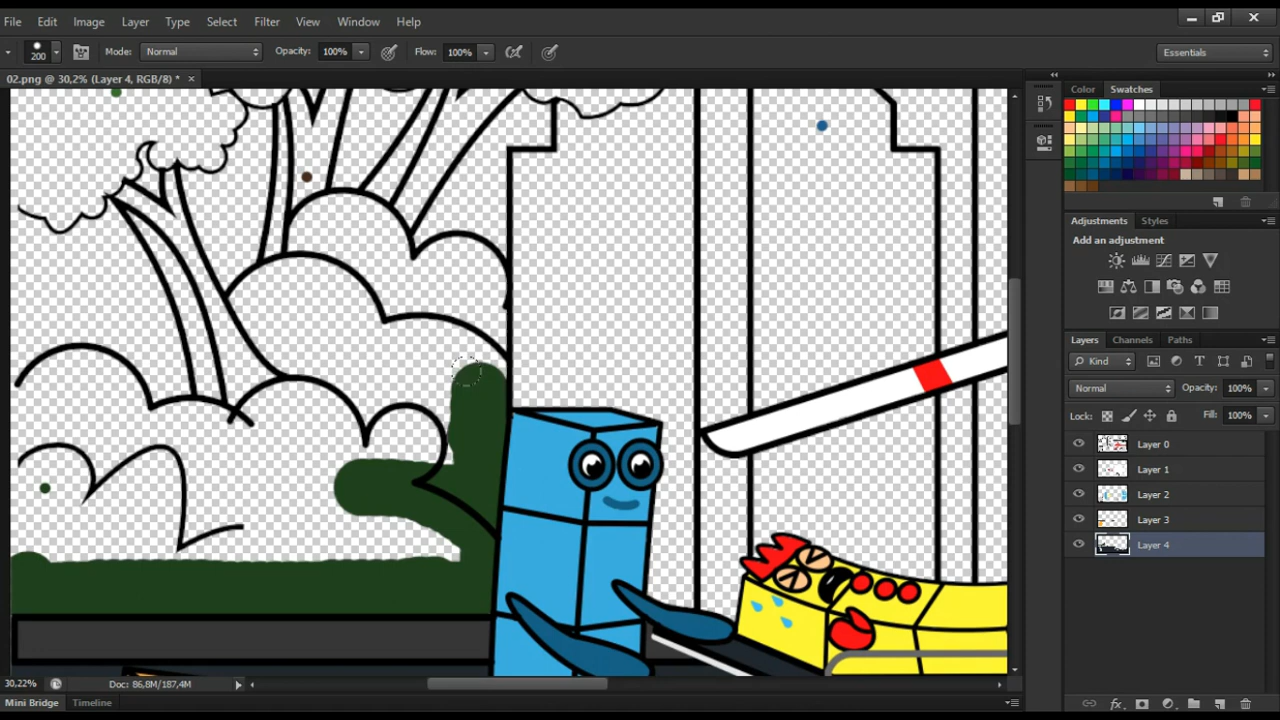 File Edit Image Layer Type Select Filter View Window Help
200 Mode: Normal Opacity: 100% Flow: 100% Essentials
02.png @ 30,2% (Layer 4, RGB/8) * ×
Color Swatches
Adjustments Styles
Add an adjustment
Layers Channels Paths
Kind
Normal Opacity: 100%
Lock: Fill: 100%
Layer 0
Layer 1
Layer 2
Layer 3
Layer 4
30,22% Doc: 86,8M/187,4M
Mini Bridge Timeline